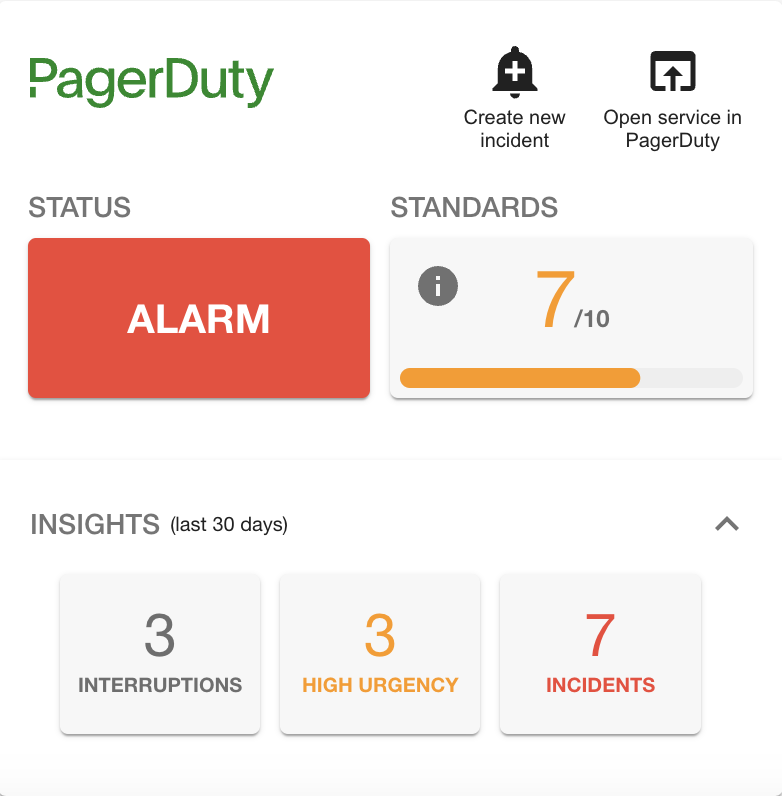 PagerDuty
Create new
incident
Open service in
PagerDuty
STATUS
STANDARDS
ALARM
i
7/10
INSIGHTS (last 30 days)
3
INTERRUPTIONS
3
HIGH URGENCY
7
INCIDENTS